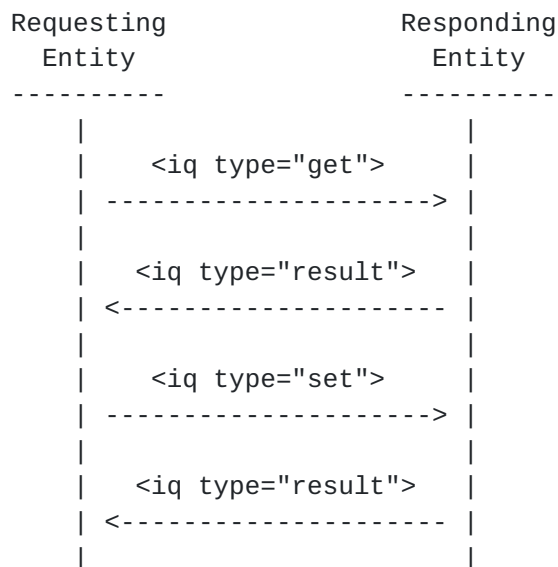 Requesting                Responding
  Entity                    Entity
----------                ----------
    |                         |
    |    <iq type="get">      |
    | ---------------------> |
    |                         |
    |   <iq type="result">    |
    | <--------------------- |
    |                         |
    |    <iq type="set">      |
    | ---------------------> |
    |                         |
    |   <iq type="result">    |
    | <--------------------- |
    |                         |